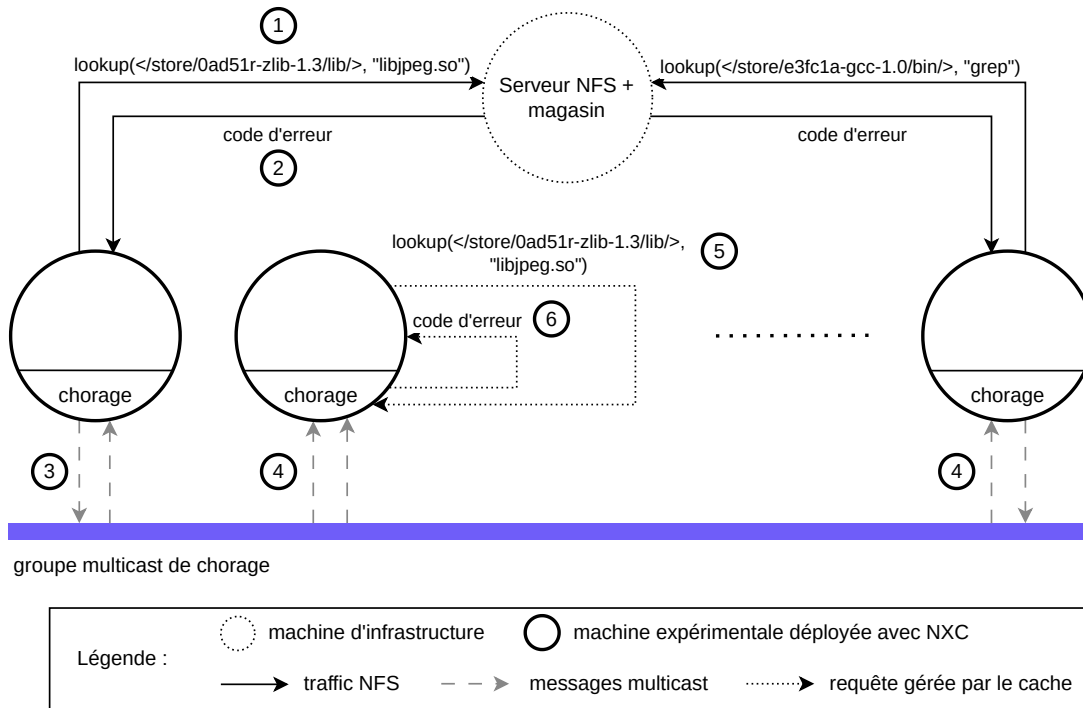 1
lookup(</store/0ad51r-zlib-1.3/lib/>, "libjpeg.so")
lookup(</store/e3fc1a-gcc-1.0/bin/>, "grep")
Serveur NFS +
magasin
code d'erreur
code d'erreur
2
lookup(</store/0ad51r-zlib-1.3/lib/>,
"libjpeg.so")
5
code d'erreur
6
chorage
chorage
chorage
3
4
4
groupe multicast de chorage
Légende :
machine d'infrastructure
machine expérimentale déployée avec NXC
traffic NFS
messages multicast
requête gérée par le cache